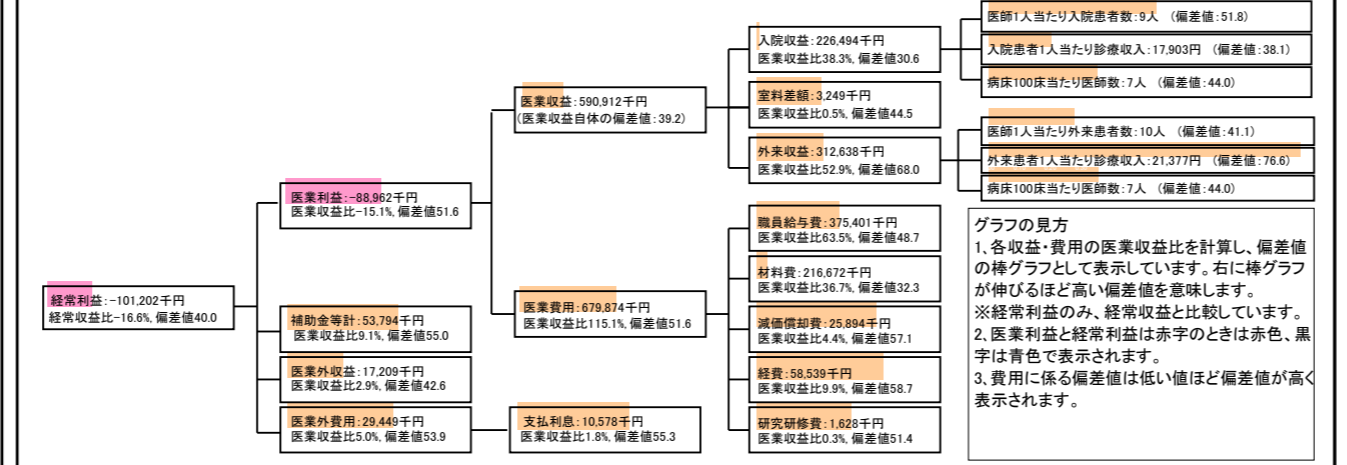 医師1人当たり入院患者数:9人 (偏差値:51.8)
入院収益:226,494千円
医業収益比38.3%, 偏差値30.6
入院患者1人当たり診療収入:17,903円 (偏差値:38.1)
病床100床当たり医師数:7人 (偏差値:44.0)
医業収益:590,912千円
(医業収益自体の偏差値:39.2)
室料差額:3,249千円
医業収益比0.5%, 偏差値44.5
医師1人当たり外来患者数:10人 (偏差値:41.1)
外来収益:312,638千円
医業収益比52.9%, 偏差値68.0
外来患者1人当たり診療収入:21,377円 (偏差値:76.6)
病床100床当たり医師数:7人 (偏差値:44.0)
医業利益:-88,962千円
医業収益比-15.1%, 偏差値51.6
職員給与費:375,401千円
医業収益比63.5%, 偏差値48.7
材料費:216,672千円
医業収益比36.7%, 偏差値32.3
経常利益:-101,202千円
経常収益比-16.6%, 偏差値40.0
医業費用:679,874千円
医業収益比115.1%, 偏差値51.6
補助金等計:53,794千円
医業収益比9.1%, 偏差値55.0
減価償却費:25,894千円
医業収益比4.4%, 偏差値57.1
医業外収益:17,209千円
医業収益比2.9%, 偏差値42.6
経費:58,539千円
医業収益比9.9%, 偏差値58.7
医業外費用:29,449千円
医業収益比5.0%, 偏差値53.9
支払利息:10,578千円
医業収益比1.8%, 偏差値55.3
研究研修費:1,628千円
医業収益比0.3%, 偏差値51.4
グラフの見方
1、各収益・費用の医業収益比を計算し、偏差値
の棒グラフとして表示しています。右に棒グラフ
が伸びるほど高い偏差値を意味します。
※経常利益のみ、経常収益と比較しています。
2、医業利益と経常利益は赤字のときは赤色、黒
字は青色で表示されます。
3、費用に係る偏差値は低い値ほど偏差値が高く
表示されます。